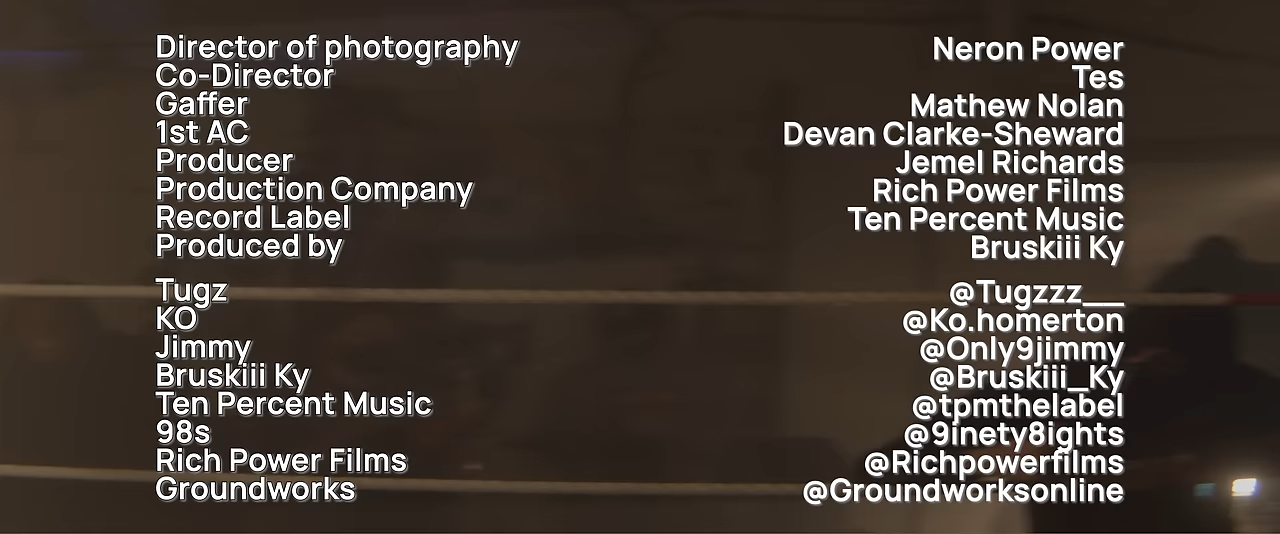 Director of photography Neron Power
Co-Director Tes
Gaffer Mathew Nolan
1st AC Devan Clarke-Sheward
Producer Jemel Richards
Production Company Rich Power Films
Record Label Ten Percent Music
Produced by Bruskiii Ky
Tugz @Tugzzz__
KO @Ko.homerton
Jimmy @Only9jimmy
Bruskiii Ky @Bruskiii_Ky
Ten Percent Music @tpmthelabel
98s @9inety8ights
Rich Power Films @Richpowerfilms
Groundworks @Groundworksonline